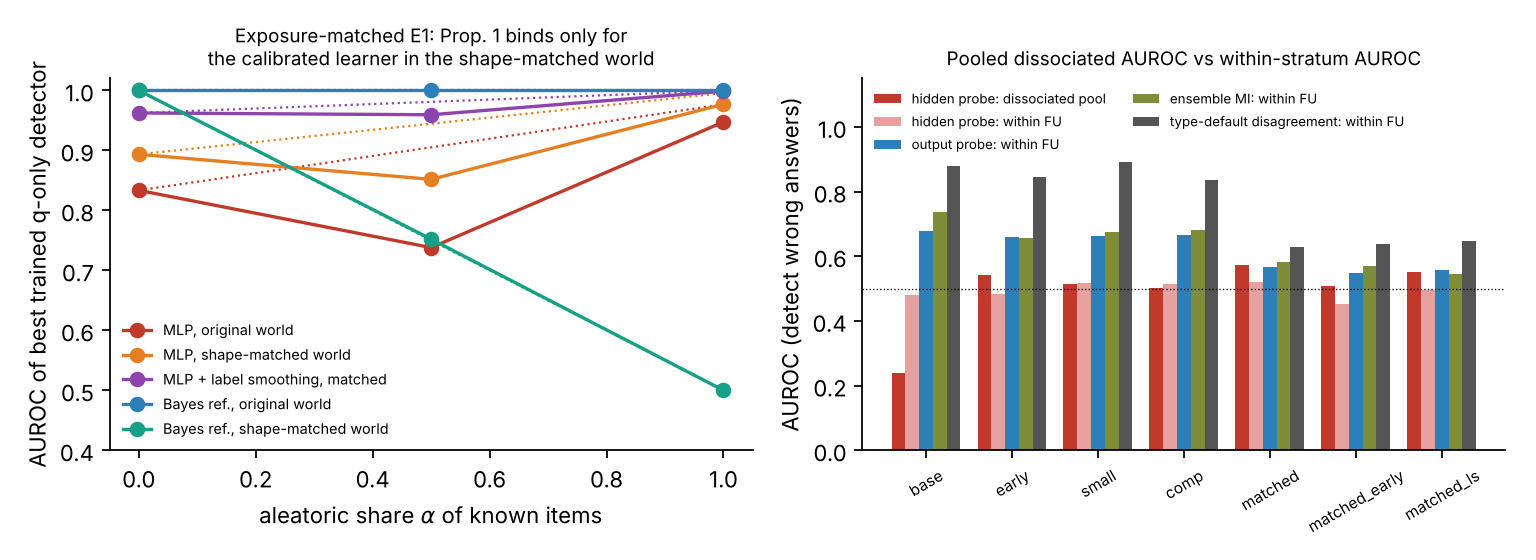 Exposure-matched E1: Prop. 1 binds only for
the calibrated learner in the shape-matched world
AUROC of best trained q-only detector
1.0
0.9
0.8
0.7
0.6
0.5
0.4
MLP, original world
MLP, shape-matched world
MLP + label smoothing, matched
Bayes ref., original world
Bayes ref., shape-matched world
0.0
0.2
0.4
0.6
0.8
1.0
aleatoric share α of known items
Pooled dissociated AUROC vs within-stratum AUROC
AUROC (detect wrong answers)
1.0
0.8
0.6
0.4
0.2
0.0
hidden probe: dissociated pool
hidden probe: within FU
output probe: within FU
ensemble MI: within FU
type-default disagreement: within FU
base
early
small
comp
matched
matched_early
matched_ls